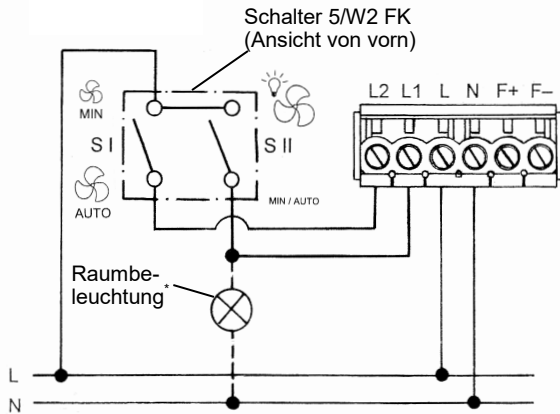 Schalter 5/W2 FK
(Ansicht von vorn)
L2 L1 L N F+ F–
MIN
S I
S II
AUTO
MIN / AUTO
Raumbe-
leuchtung*
L
N